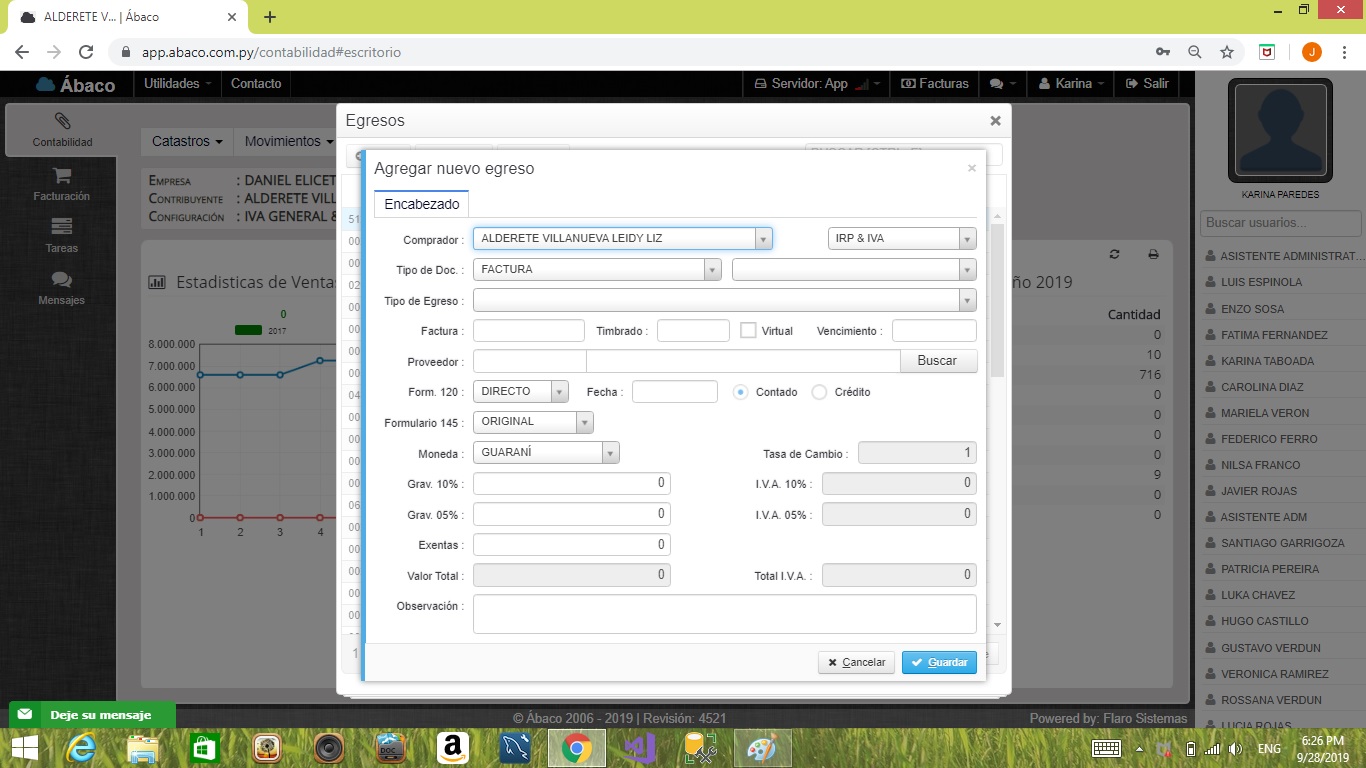 ALDERETE V... | Ábaco
app.abaco.com.py/contabilidad#escritorio
J
Ábaco Utilidades Contacto Servidor: App Facturas Karina Salir
Contabilidad
Facturación
Tareas
Mensajes
Catastros Movimientos
EMPRESA : DANIEL ELICET
CONTRIBUYENTE : ALDERETE VILL
CONFIGURACIÓN : IVA GENERAL &
Estadisticas de Ventas
0
2017
8.000.000
7.000.000
6.000.000
5.000.000
4.000.000
3.000.000
2.000.000
1.000.000
0
1 2 3 4
Egresos
Agregar nuevo egreso
Encabezado
Comprador : ALDERETE VILLANUEVA LEIDY LIZ IRP & IVA
Tipo de Doc. : FACTURA
Tipo de Egreso :
Factura : Timbrado : Virtual Vencimiento :
Proveedor : Buscar
Form. 120 : DIRECTO Fecha : Contado Crédito
Formulario 145 : ORIGINAL
Moneda : GUARANÍ Tasa de Cambio : 1
Grav. 10% : 0 I.V.A. 10% : 0
Grav. 05% : 0 I.V.A. 05% : 0
Exentas : 0
Valor Total : 0 Total I.V.A. : 0
Observación :
Cancelar Guardar
ño 2019
Cantidad
0
10
716
0
0
0
0
9
0
0
KARINA PAREDES
Buscar usuarios...
ASISTENTE ADMINISTRAT...
LUIS ESPINOLA
ENZO SOSA
FATIMA FERNANDEZ
KARINA TABOADA
CAROLINA DIAZ
MARIELA VERON
FEDERICO FERRO
NILSA FRANCO
JAVIER ROJAS
ASISTENTE ADM
SANTIAGO GARRIGOZA
PATRICIA PEREIRA
LUKA CHAVEZ
HUGO CASTILLO
GUSTAVO VERDUN
VERONICA RAMIREZ
ROSSANA VERDUN
LUCIA ROJAS
Deje su mensaje
© Ábaco 2006 - 2019 | Revisión: 4521
Powered by: Flaro Sistemas
DOC
a
ENG
6:26 PM
9/28/2019